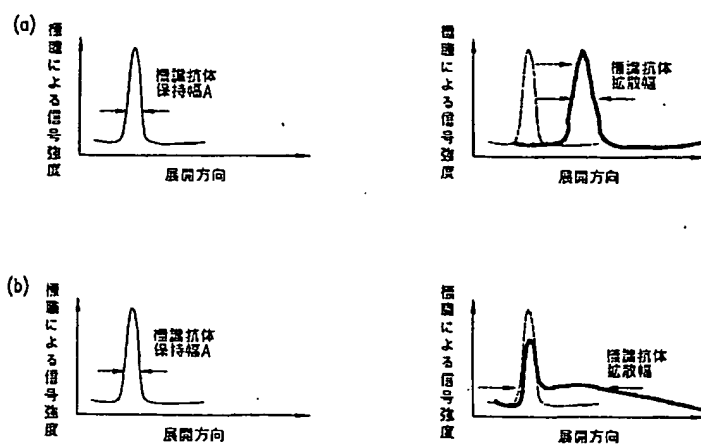 (a)
標識による信号強度
標識抗体
保持幅A
展開方向
標識による信号強度
標識抗体
拡散幅
展開方向
(b)
標識による信号強度
標識抗体
保持幅A
展開方向
標識による信号強度
標識抗体
拡散幅
展開方向